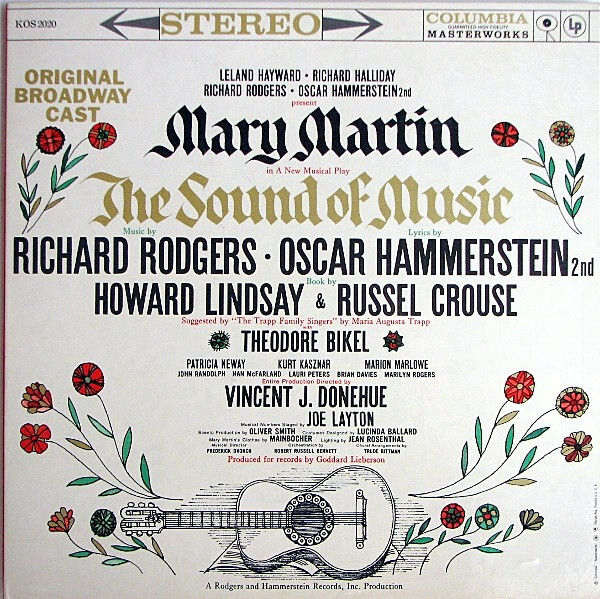 KOS 2020
STEREO
COLUMBIA
GUARANTEED HIGH FIDELITY
MASTERWORKS
LP
ORIGINAL
BROADWAY
CAST
LELAND HAYWARD • RICHARD HALLIDAY
RICHARD RODGERS • OSCAR HAMMERSTEIN 2nd
present
Mary Martin
in A New Musical Play
The Sound of Music
Music by
Lyrics by
RICHARD RODGERS • OSCAR HAMMERSTEIN 2nd
Book by
HOWARD LINDSAY & RUSSEL CROUSE
Suggested by "The Trapp Family Singers" by Maria Augusta Trapp
with
THEODORE BIKEL
PATRICIA NEWAY KURT KASZNAR MARION MARLOWE
JOHN RANDOLPH NAN McFARLAND LAURI PETERS BRIAN DAVIES MARILYN ROGERS
Entire Production Directed by
VINCENT J. DONEHUE
Musical Numbers Staged by
JOE LAYTON
Scenic Production by OLIVER SMITH Costumes Designed by LUCINDA BALLARD
Mary Martin's Clothes by MAINBOCHER Lighting by JEAN ROSENTHAL
Musical Director Orchestration by Choral Arrangements by
FREDERICK DVONCH ROBERT RUSSELL BENNETT TRUDE RITTMAN
Produced for records by Goddard Lieberson
A Rodgers and Hammerstein Records, Inc. Production